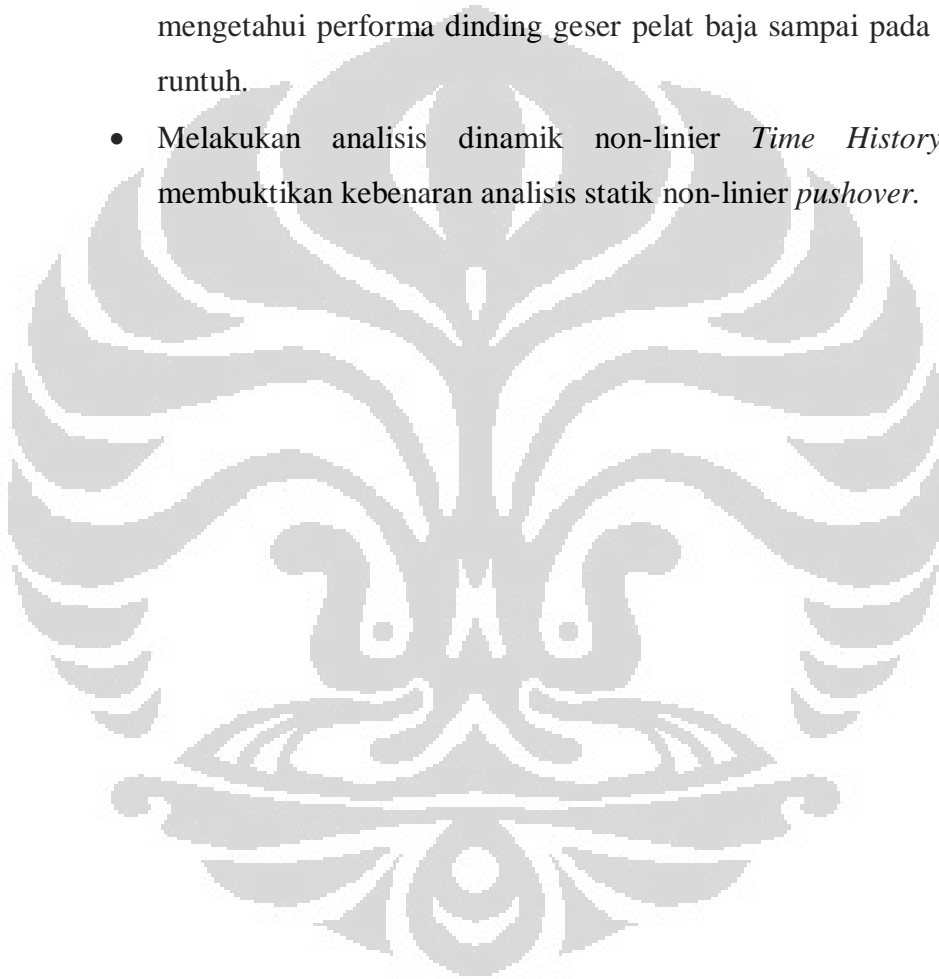 mengetahui performa dinding geser pelat baja sampai pada
runtuh.
• Melakukan analisis dinamik non-linier Time History
membuktikan kebenaran analisis statik non-linier pushover.